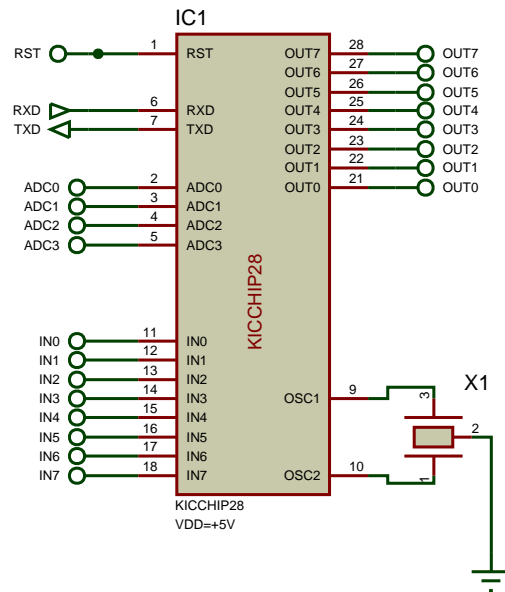 IC1
RST 1 RST OUT7 28 OUT7
OUT6 27 OUT6
OUT5 26 OUT5
RXD 6 RXD OUT4 25 OUT4
TXD 7 TXD OUT3 24 OUT3
OUT2 23 OUT2
OUT1 22 OUT1
ADC0 2 ADC0 OUT0 21 OUT0
ADC1 3 ADC1
ADC2 4 ADC2
ADC3 5 ADC3
KICCHIP28
IN0 11 IN0
IN1 12 IN1
IN2 13 IN2
IN3 14 IN3 OSC1 9
X1
3
IN4 15 IN4
IN5 16 IN5
2
IN6 17 IN6
IN7 18 IN7 OSC2 10
1
KICCHIP28
VDD=+5V